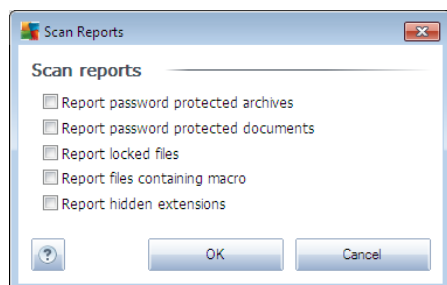 Scan Reports
Scan reports
Report password protected archives
Report password protected documents
Report locked files
Report files containing macro
Report hidden extensions
?
OK
Cancel